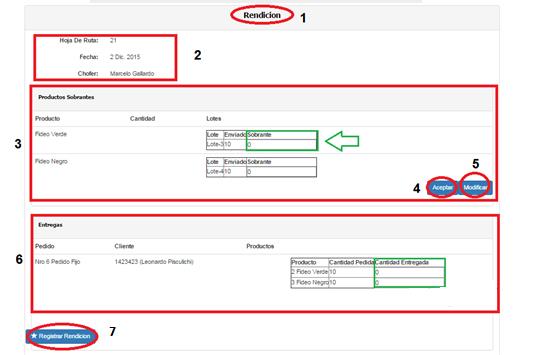 Rendicion 1
Hoja De Ruta: 21
Fecha: 2 Dic. 2015
2
Chofer: Marcelo Gallardo
Productos Sobrantes
Producto Cantidad Lotes
3
Fideo Verde
Lote Enviado Sobrante
Lote-3 10 0
Fideo Negro
Lote Enviado Sobrante
Lote-4 10 0
5
4 Aceptar Modificar
Entregas
Pedido Cliente Productos
6
Nro 6 Pedido Fijo 1423423 (Leonardo Pisculichi)
Producto Cantidad Pedida Cantidad Entregada
2 Fideo Verde 10 0
3 Fideo Negro 10 0
7
★ Registrar Rendicion